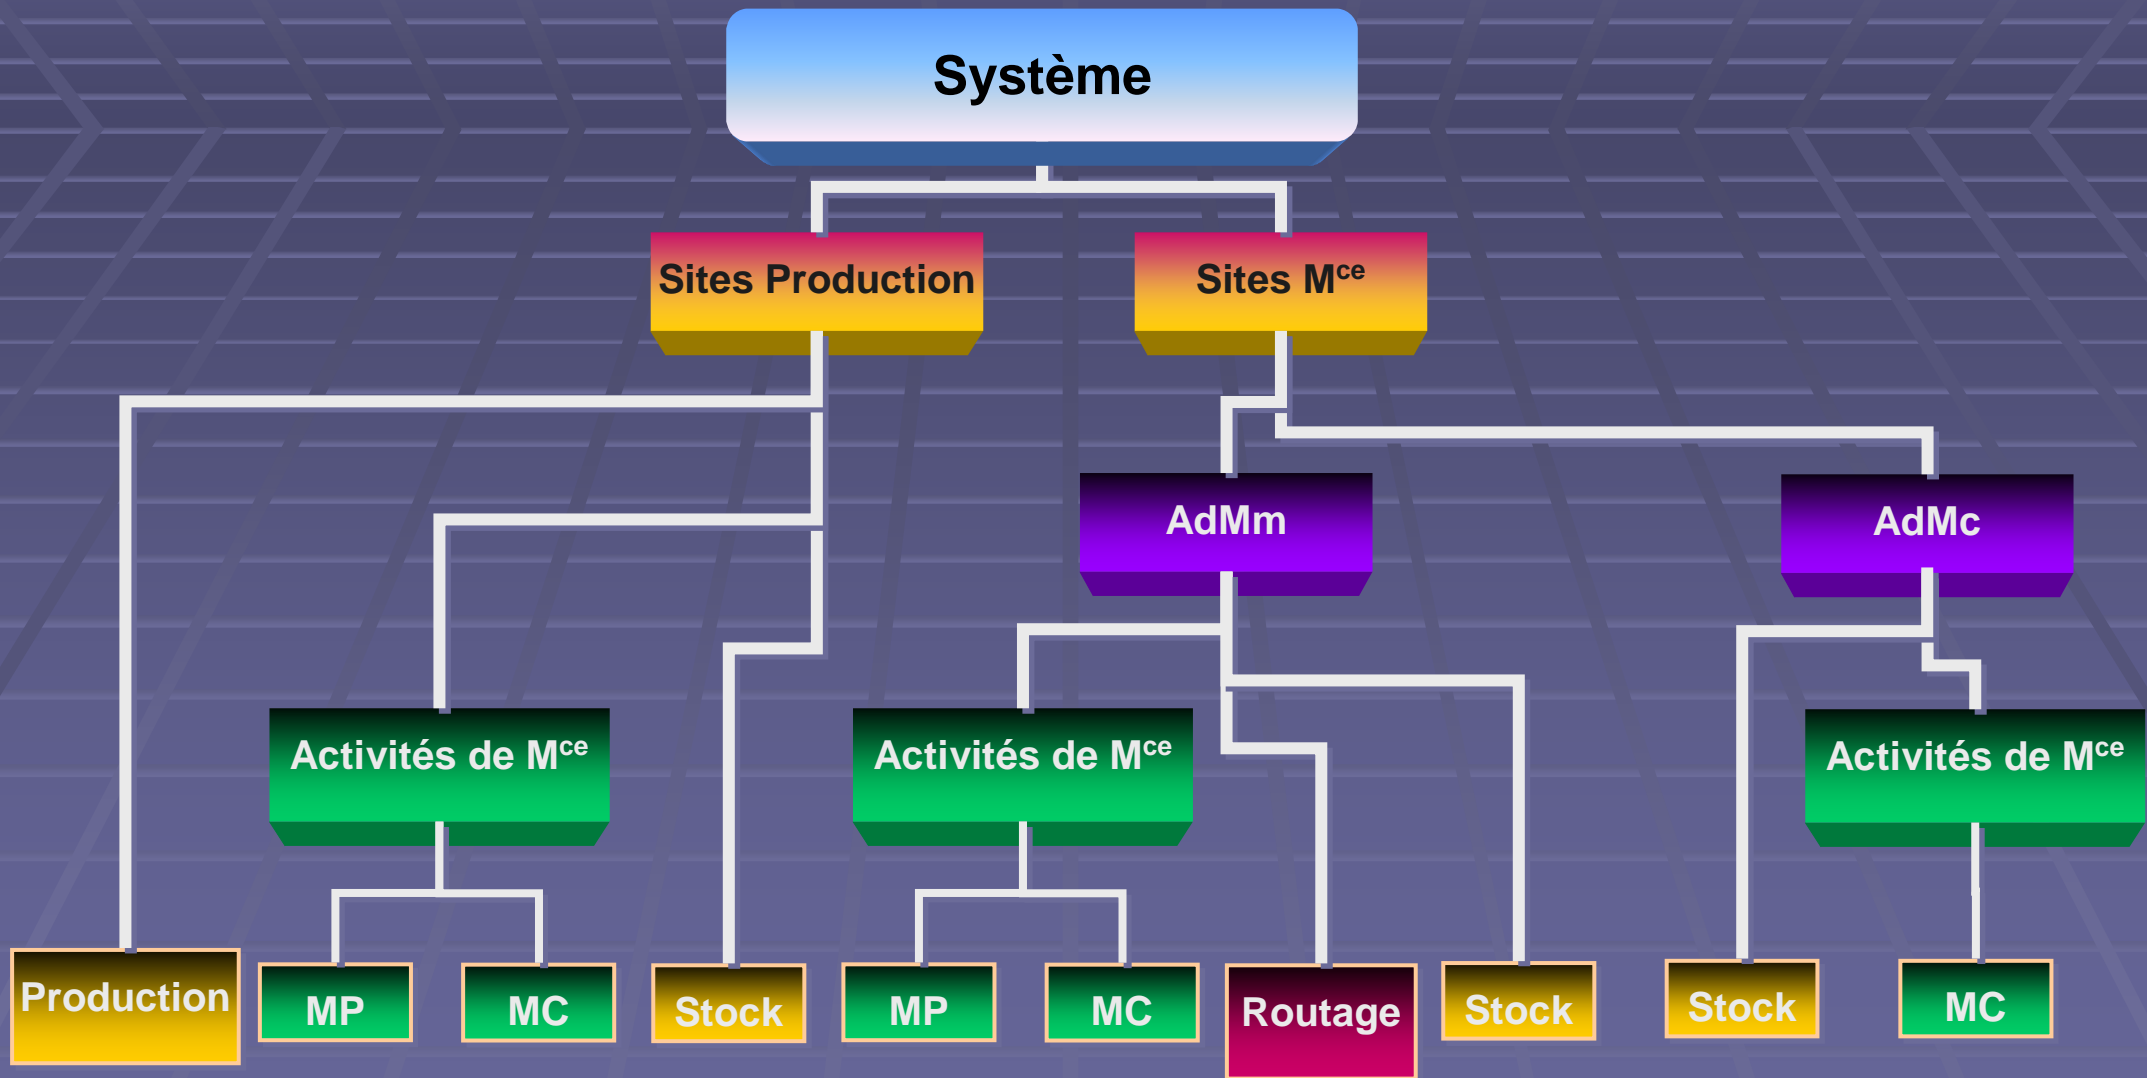 Système
Sites Production
Sites Mce
AdMm
AdMc
Activités de Mce
Activités de Mce
Activités de Mce
Production
MP
MC
Stock
MP
MC
Routage
Stock
Stock
MC